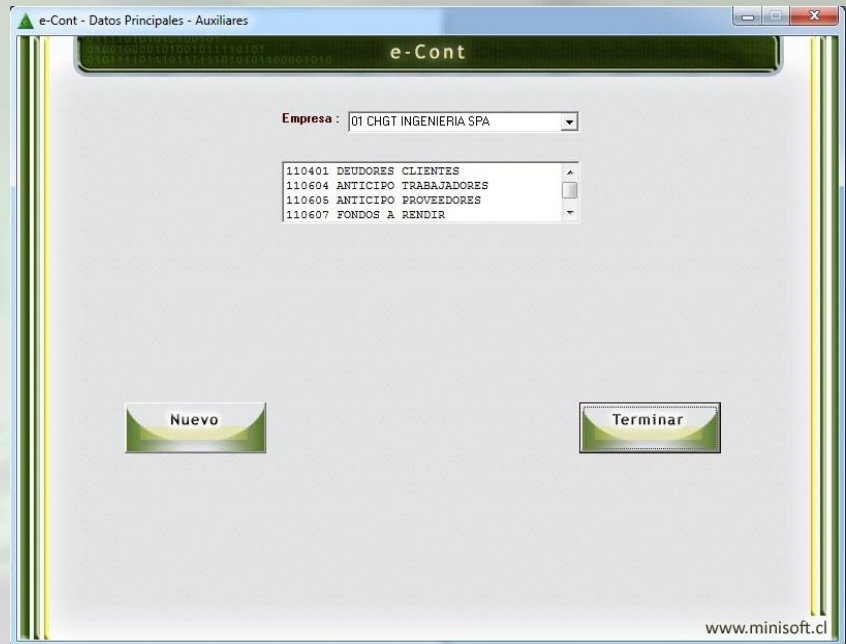 e-Cont - Datos Principales - Auxiliares
e-Cont
Empresa : 01 CHGT INGENIERIA SPA
110401 DEUDORES CLIENTES
110604 ANTICIPO TRABAJADORES
110605 ANTICIPO PROVEEDORES
110607 FONDOS A RENDIR
Nuevo
Terminar
www.minisoft.cl